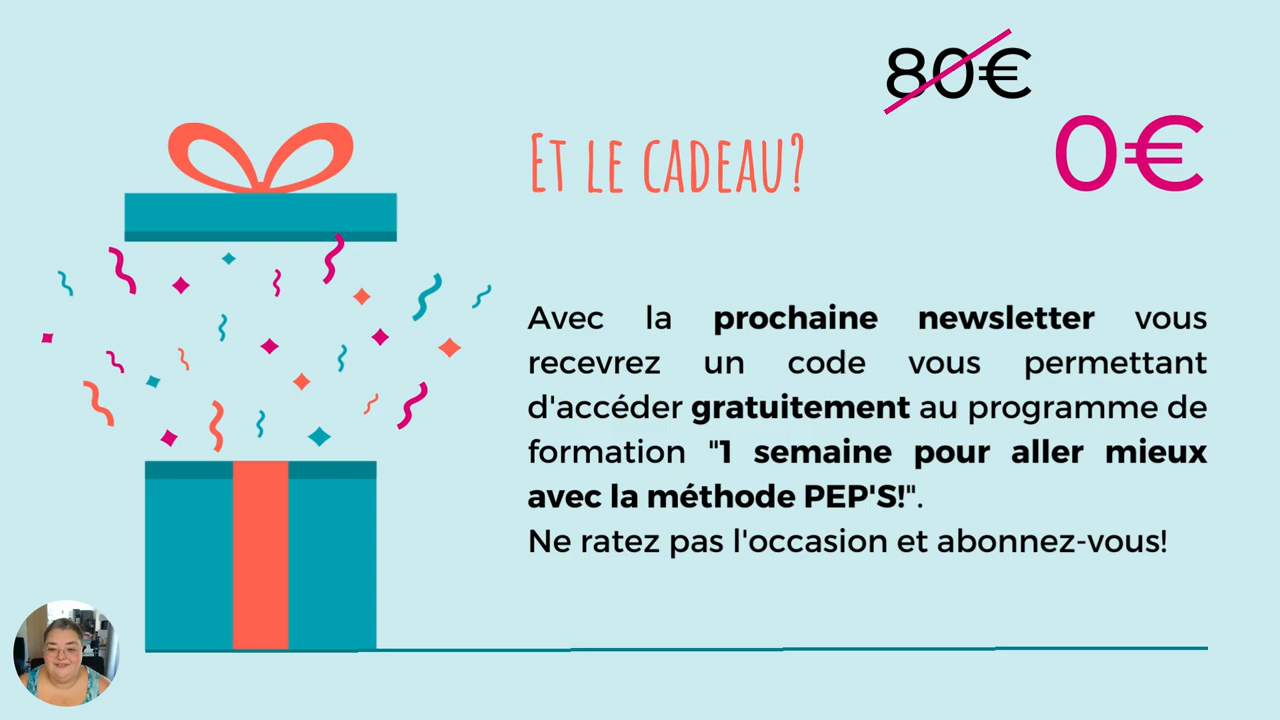 80€
0€
Et le cadeau?
Avec la prochaine newsletter vous
recevrez un code vous permettant
d'accéder gratuitement au programme de
formation "1 semaine pour aller mieux
avec la méthode PEP'S!".
Ne ratez pas l'occasion et abonnez-vous!